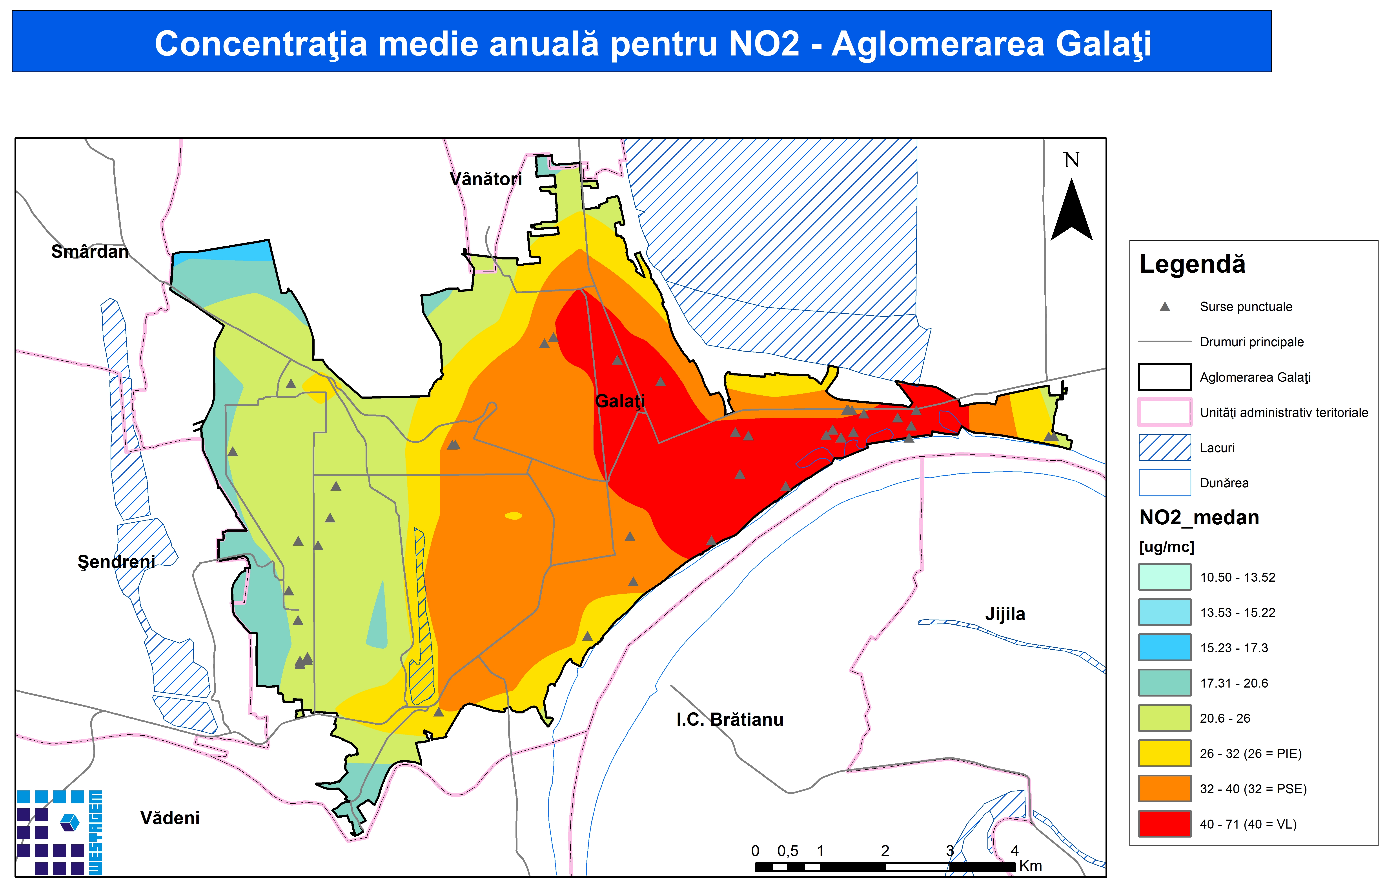 Concentraţia medie anuală pentru NO2 - Aglomerarea Galaţi
Vânători
N
Smârdan
Galaţi
Şendreni
Jijila
I.C. Brătianu
Vădeni
WESTAGEM
0 0,5 1 2 3 4
Km
Legendă
Surse punctuale
Drumuri principale
Aglomerarea Galaţi
Unităţi administrativ teritoriale
Lacuri
Dunărea
NO2_medan
[ug/mc]
10.50 - 13.52
13.53 - 15.22
15.23 - 17.3
17.31 - 20.6
20.6 - 26
26 - 32 (26 = PIE)
32 - 40 (32 = PSE)
40 - 71 (40 = VL)